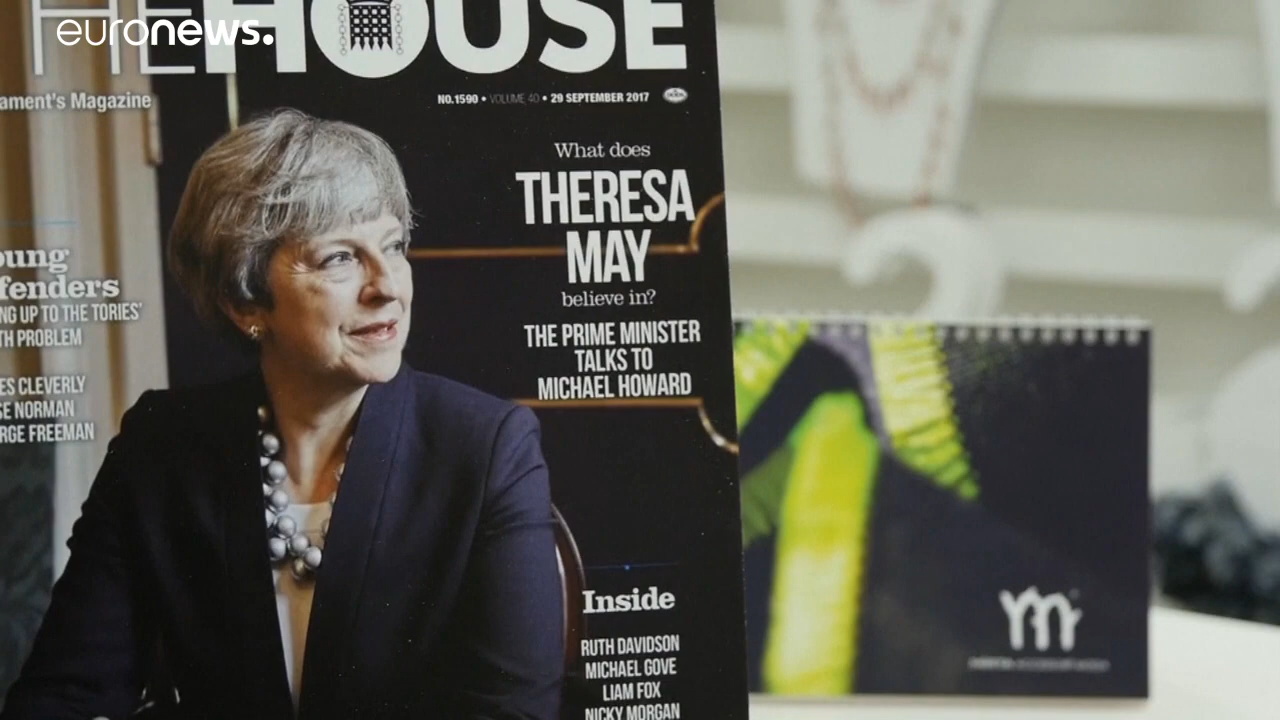 euronews.
THE HOUSE
ament's Magazine
NO.1590 • VOLUME 40 • 29 SEPTEMBER 2017
What does
THERESA
MAY
believe in?
THE PRIME MINISTER
TALKS TO
MICHAEL HOWARD
oung
fenders
NG UP TO THE TORIES'
TH PROBLEM
ES CLEVERLY
SE NORMAN
RGE FREEMAN
Inside
RUTH DAVIDSON
MICHAEL GOVE
LIAM FOX
NICKY MORGAN